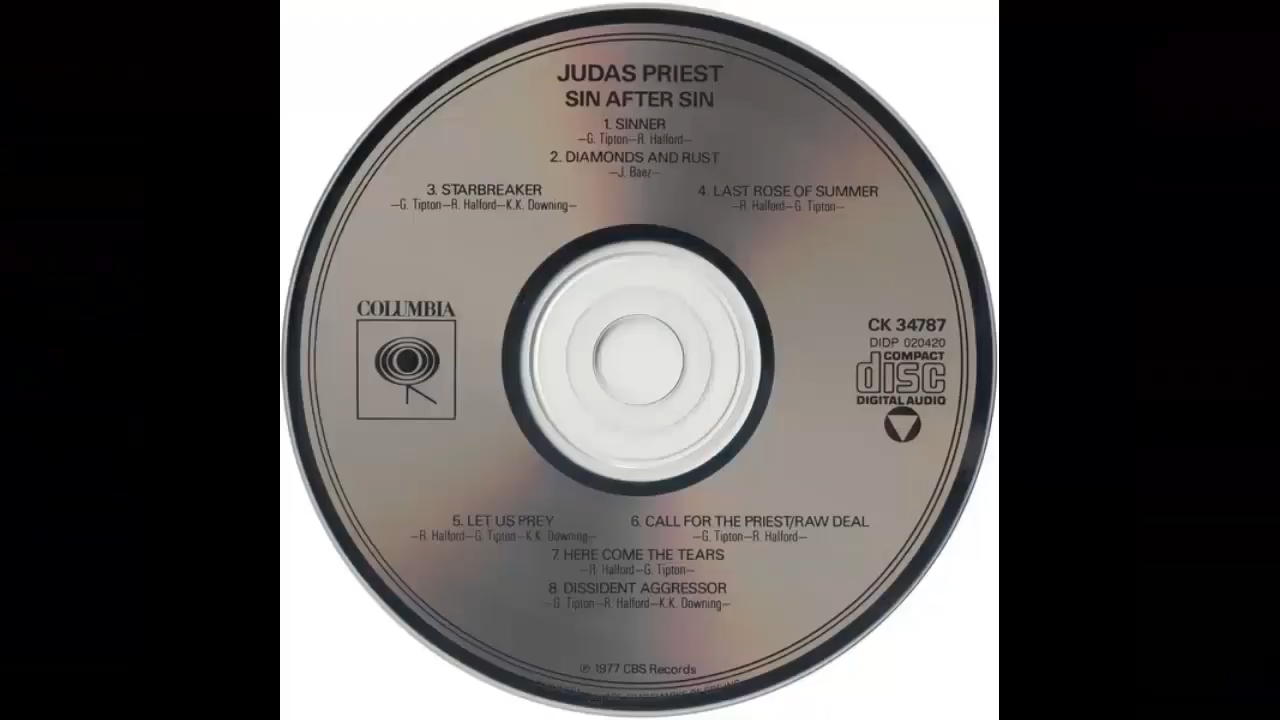 JUDAS PRIEST
SIN AFTER SIN
1. SINNER
—G. Tipton—R. Halford—
2. DIAMONDS AND RUST
—J. Baez—
3. STARBREAKER
—G. Tipton—R. Halford—K.K. Downing—
4. LAST ROSE OF SUMMER
—R. Halford—G. Tipton—
COLUMBIA
CK 34787
DIDP 020420
COMPACT
disc
DIGITAL AUDIO
5. LET US PREY
—R. Halford—G. Tipton—K.K. Downing—
6. CALL FOR THE PRIEST/RAW DEAL
—G. Tipton—R. Halford—
7. HERE COME THE TEARS
—R. Halford—G. Tipton—
8. DISSIDENT AGGRESSOR
—G. Tipton—R. Halford—K.K. Downing—
℗ 1977 CBS Records